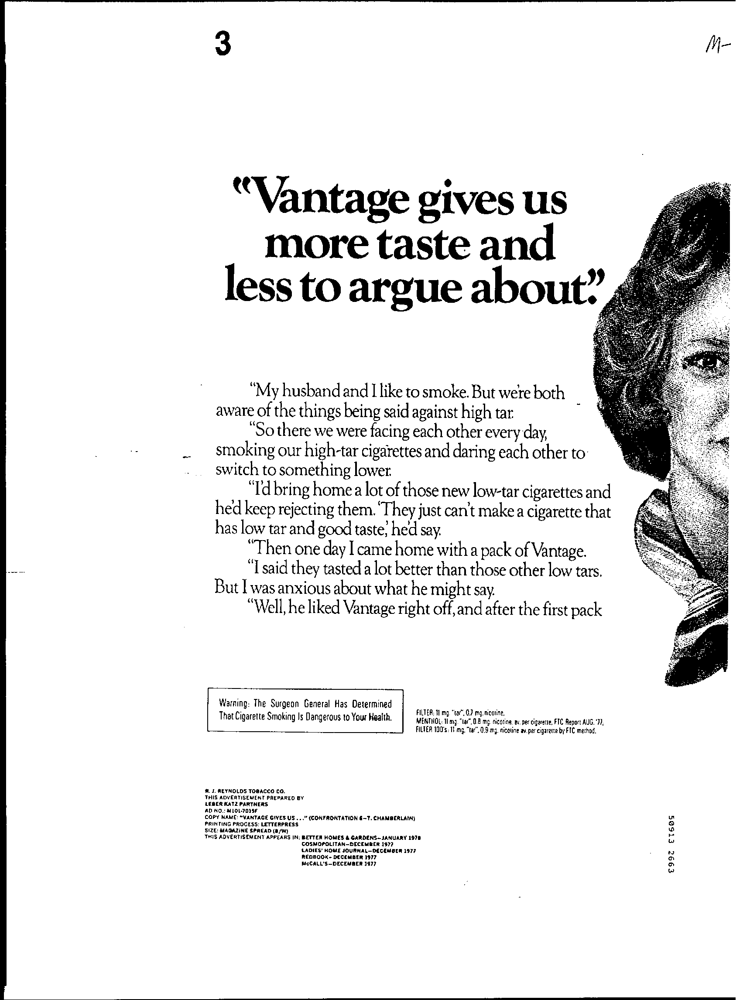 3
M-
“Vantage gives us
more taste and
less to argue about.”
“My husband and I like to smoke. But we're both
aware of the things being said against high tar.
“So there we were facing each other every day,
smoking our high-tar cigarettes and daring each other to
switch to something lower.
“I'd bring home a lot of those new low-tar cigarettes and
he'd keep rejecting them. ‘They just can't make a cigarette that
has low tar and good taste,’ he'd say.
“Then one day I came home with a pack of Vantage.
“I said they tasted a lot better than those other low tars.
But I was anxious about what he might say.
“Well, he liked Vantage right off, and after the first pack
Warning: The Surgeon General Has Determined
That Cigarette Smoking Is Dangerous to Your Health.
FILTER: 11 mg. "tar", 0.7 mg. nicotine,
MENTHOL: 11 mg. "tar", 0.8 mg. nicotine, av. per cigarette, FTC Report AUG. '77;
FILTER 100's: 11 mg. "tar", 0.9 mg. nicotine av. per cigarette by FTC method.
R. J. REYNOLDS TOBACCO CO.
THIS ADVERTISEMENT PREPARED BY
LEBER KATZ PARTNERS
AD NO.: M101-7015F
COPY NAME: "VANTAGE GIVES US . . ." (CONFRONTATION 6-T. CHAMBERLAIN)
PRINTING PROCESS: LETTERPRESS
SIZE: MAGAZINE SPREAD (B/W)
THIS ADVERTISEMENT APPEARS IN: BETTER HOMES & GARDENS-JANUARY 1978
COSMOPOLITAN-DECEMBER 1977
LADIES' HOME JOURNAL-DECEMBER 1977
REDBOOK-DECEMBER 1977
McCALL'S-DECEMBER 1977
50913 2663